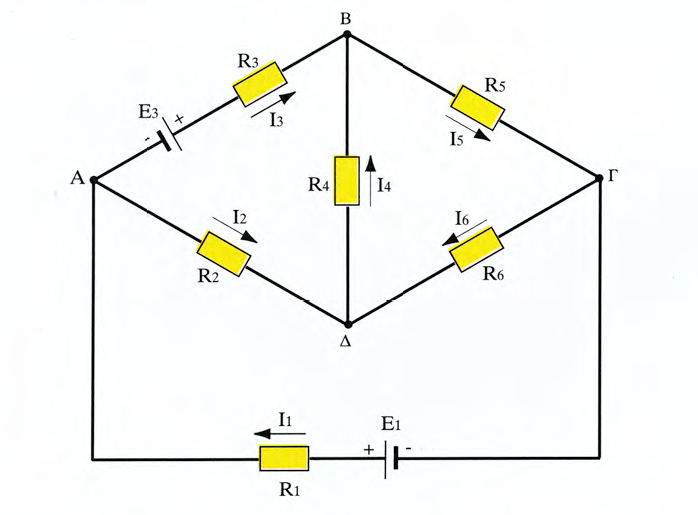 B
R3
E3
+
-
I3
R5
I5
A
Γ
R4
I4
I2
R2
I6
R6
Δ
I1
E1
+
-
R1